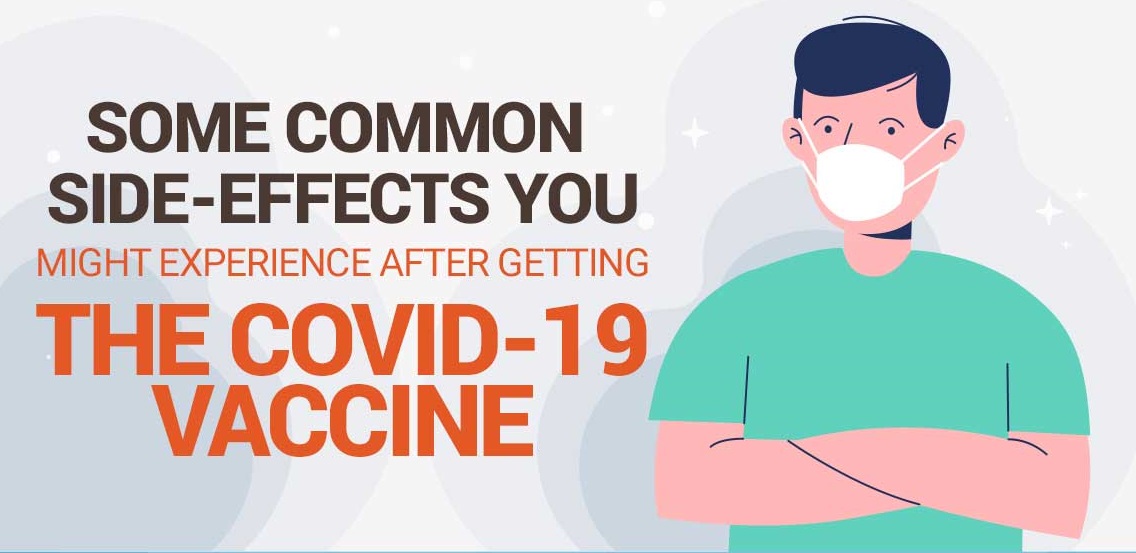 SOME COMMON
SIDE-EFFECTS YOU
MIGHT EXPERIENCE AFTER GETTING
THE COVID-19
VACCINE